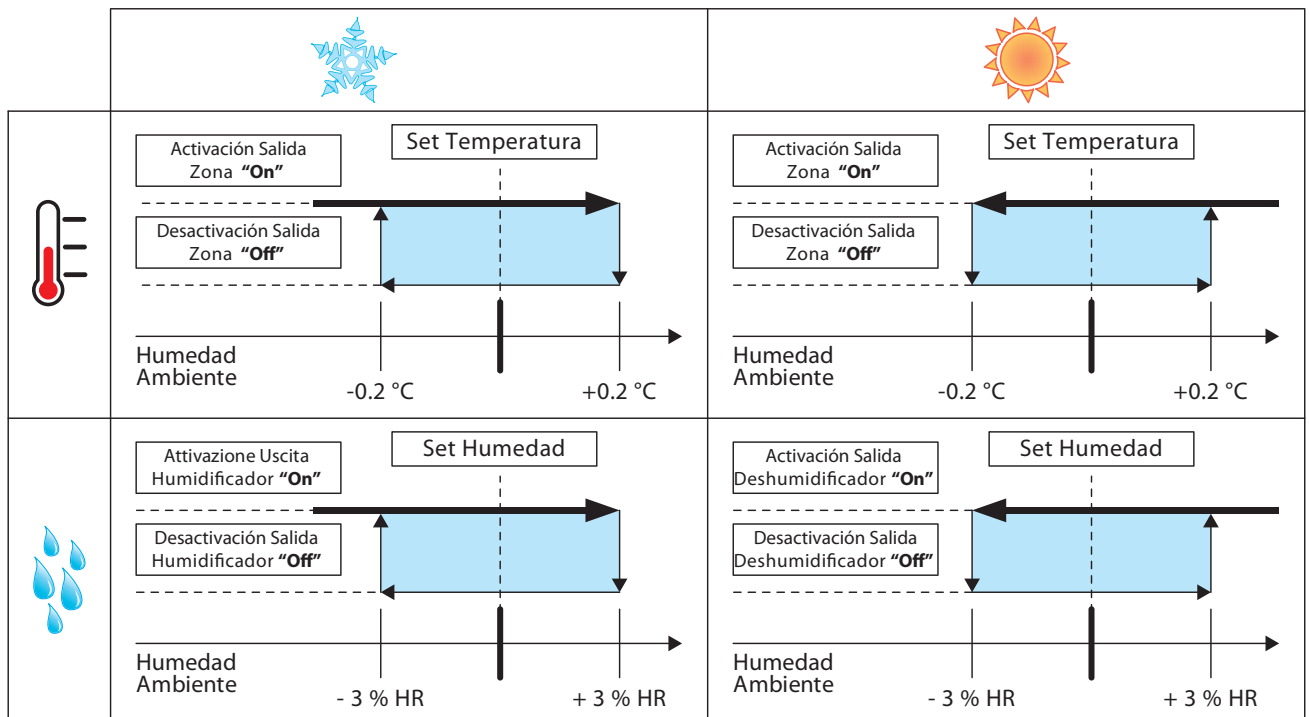 Activación Salida
Zona "On"
Set Temperatura
Desactivación Salida
Zona "Off"
Humedad
Ambiente
-0.2 °C
+0.2 °C
Activación Salida
Zona "On"
Set Temperatura
Desactivación Salida
Zona "Off"
Humedad
Ambiente
-0.2 °C
+0.2 °C
Attivazione Uscita
Humidificador "On"
Set Humedad
Desactivación Salida
Humidificador "Off"
Humedad
Ambiente
- 3 % HR
+ 3 % HR
Activación Salida
Deshumidificador "On"
Set Humedad
Desactivación Salida
Deshumidificador "Off"
Humedad
Ambiente
- 3 % HR
+ 3 % HR